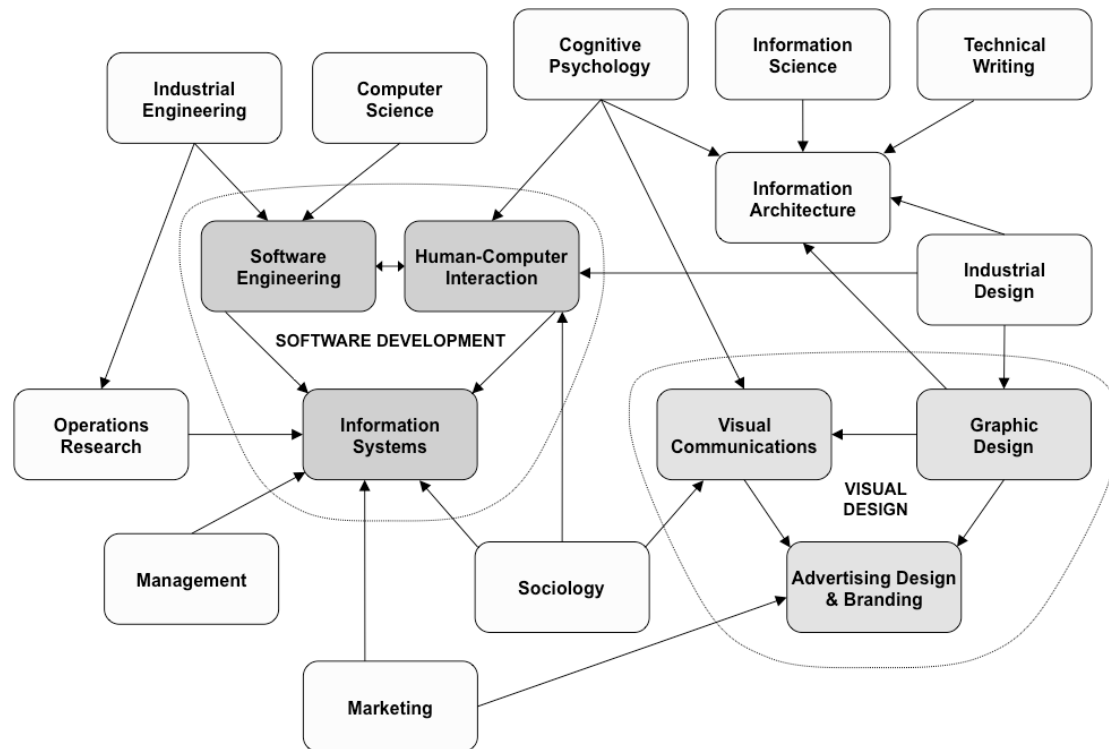 Cognitive
Psychology
Information
Science
Technical
Writing
Industrial
Engineering
Computer
Science
Information
Architecture
Software
Engineering
Human-Computer
Interaction
Industrial
Design
SOFTWARE DEVELOPMENT
Operations
Research
Information
Systems
Visual
Communications
Graphic
Design
VISUAL
DESIGN
Management
Sociology
Advertising Design
& Branding
Marketing